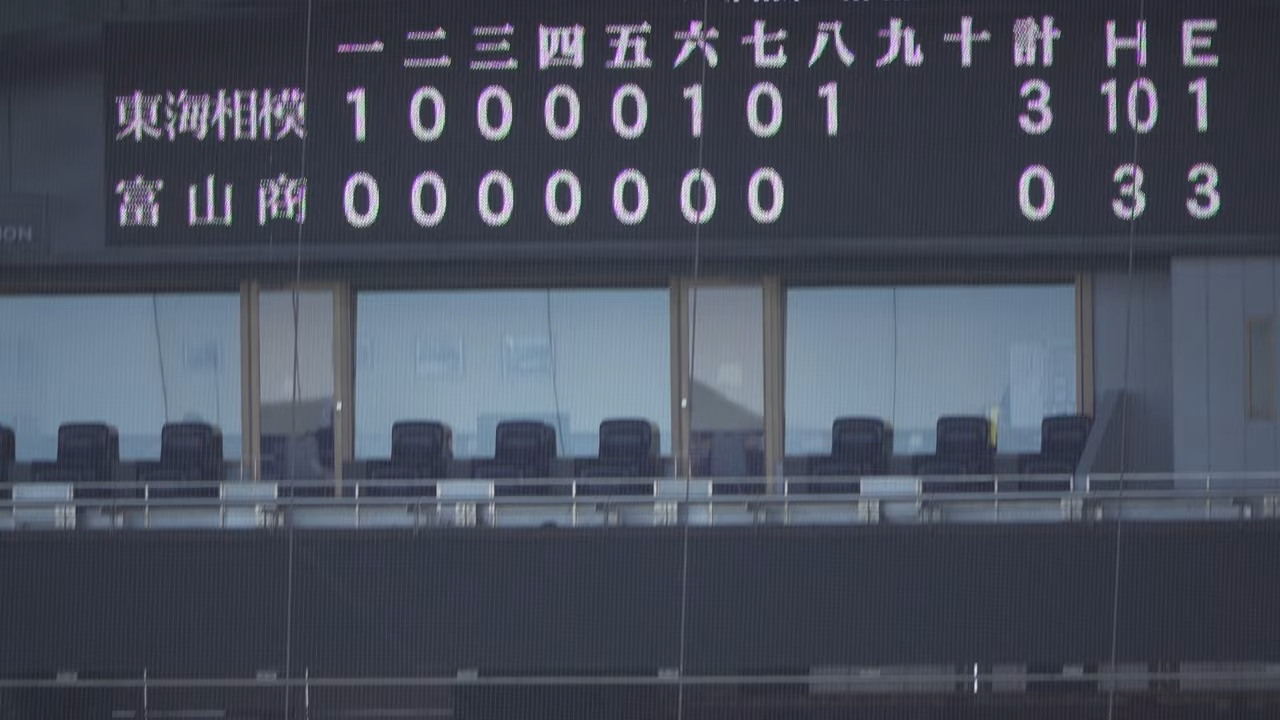 一 二 三 四 五 六 七 八 九 十 計 H E
東海相模 1 0 0 0 0 1 0 1 3 10 1
富山商 0 0 0 0 0 0 0 0 3 3
ION